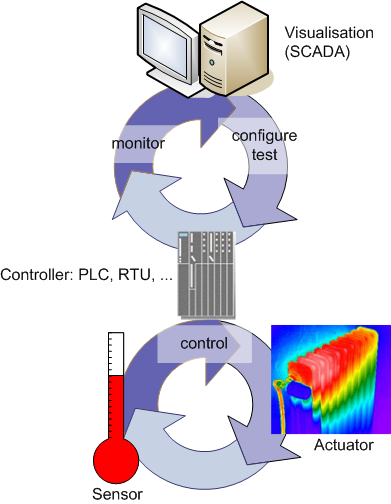 Visualisation
(SCADA)
monitor
configure
test
Controller: PLC, RTU, ...
control
Actuator
Sensor